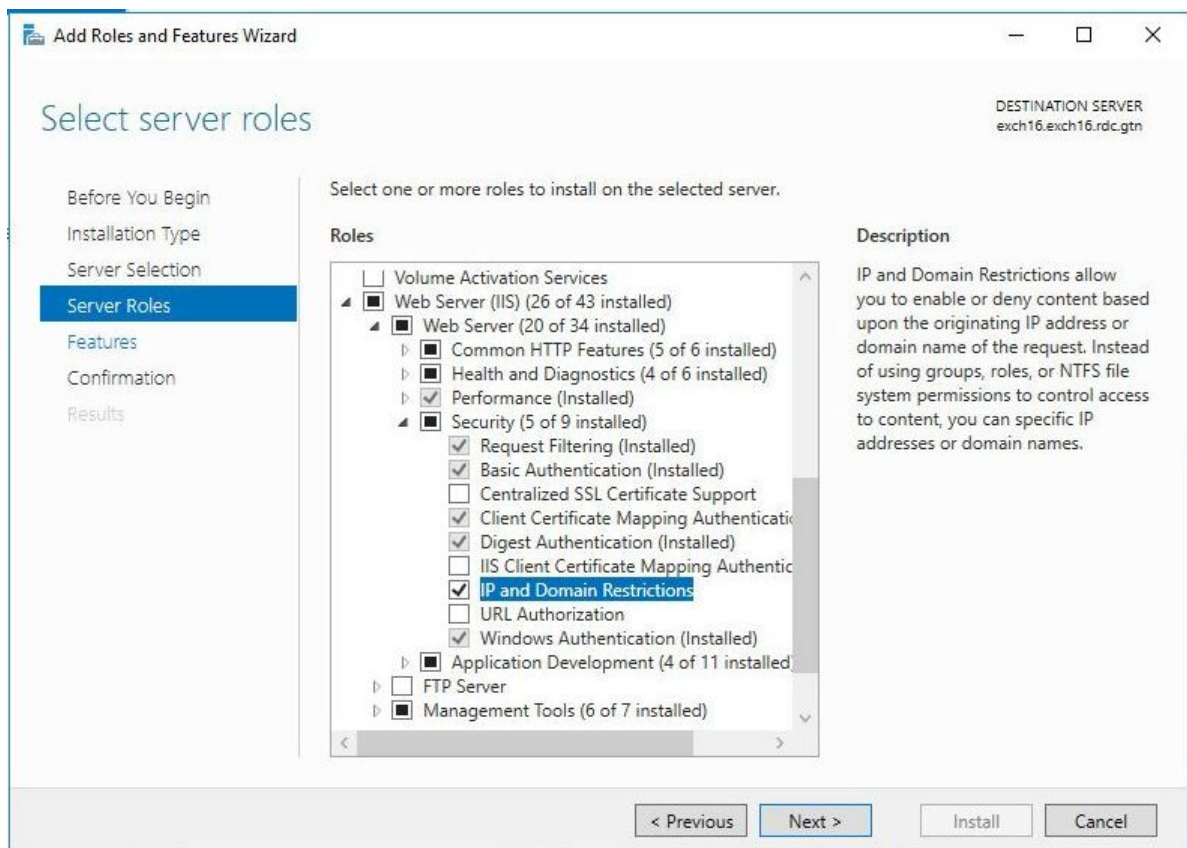 Add Roles and Features Wizard
Select server roles
DESTINATION SERVER
exch16.exch16.rdc.gtn
Before You Begin
Installation Type
Server Selection
Server Roles
Features
Confirmation
Results
Select one or more roles to install on the selected server.
Roles
Volume Activation Services
Web Server (IIS) (26 of 43 installed)
Web Server (20 of 34 installed)
Common HTTP Features (5 of 6 installed)
Health and Diagnostics (4 of 6 installed)
Performance (Installed)
Security (5 of 9 installed)
Request Filtering (Installed)
Basic Authentication (Installed)
Centralized SSL Certificate Support
Client Certificate Mapping Authenticatio
Digest Authentication (Installed)
IIS Client Certificate Mapping Authentic
IP and Domain Restrictions
URL Authorization
Windows Authentication (Installed)
Application Development (4 of 11 installed)
FTP Server
Management Tools (6 of 7 installed)
Description
IP and Domain Restrictions allow
you to enable or deny content based
upon the originating IP address or
domain name of the request. Instead
of using groups, roles, or NTFS file
system permissions to control access
to content, you can specific IP
addresses or domain names.
< Previous
Next >
Install
Cancel